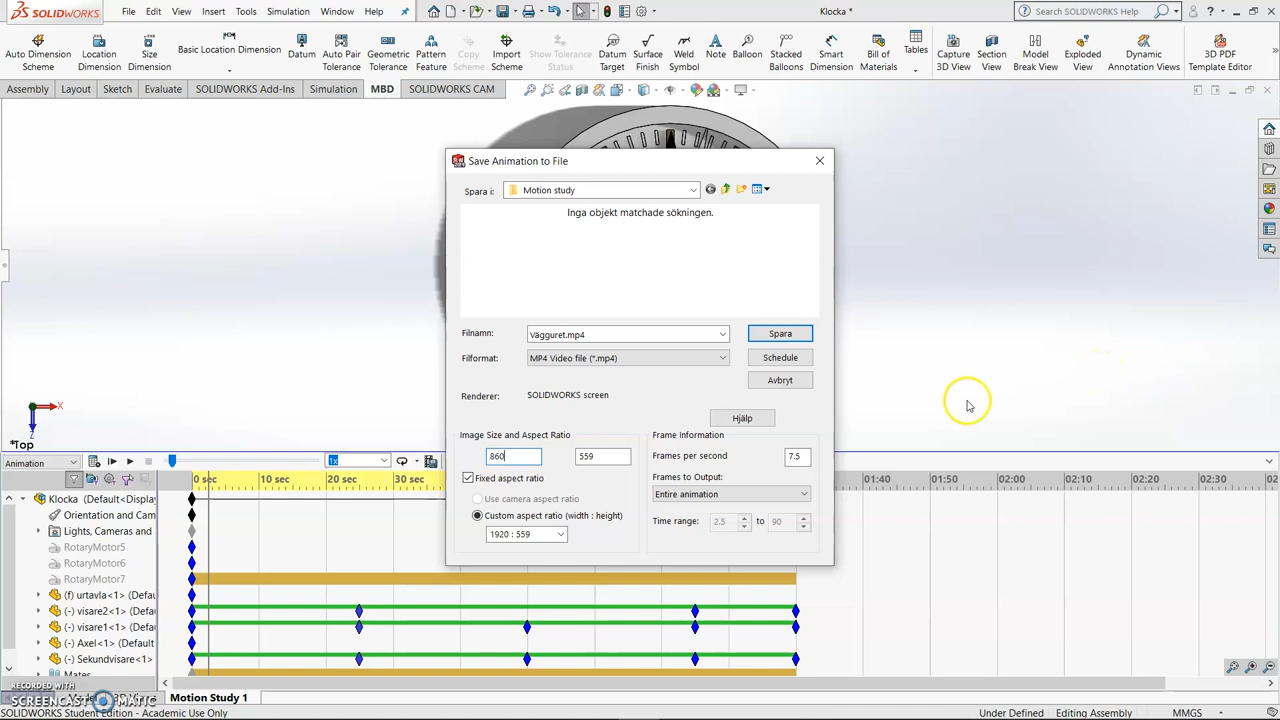 SOLIDWORKS File Edit View Insert Tools Simulation Window Help Klocka * Search SOLIDWORKS Help
Auto Dimension Scheme Location Dimension Size Dimension Basic Location Dimension Datum Auto Pair Tolerance Geometric Tolerance Pattern Feature Copy Scheme Import Scheme Show Tolerance Status Datum Target Surface Finish Weld Symbol Note Balloon Stacked Balloons Smart Dimension Bill of Materials Tables Capture 3D View Section View Model Break View Exploded View Dynamic Annotation Views 3D PDF Template Editor
Assembly Layout Sketch Evaluate SOLIDWORKS Add-Ins Simulation MBD SOLIDWORKS CAM
Save Animation to File
Spara i: Motion study
Inga objekt matchade sökningen.
Filnamn: Vägguret.mp4 Spara
Filformat: MP4 Video file (*.mp4) Schedule
Avbryt
Renderer: SOLIDWORKS screen
Hjälp
Image Size and Aspect Ratio Frame Information
860 559 Frames per second 7.5
Fixed aspect ratio Frames to Output:
Use camera aspect ratio Entire animation
Custom aspect ratio (width : height) Time range: 2.5 to 90
1920 : 559
X
Z
*Top
Animation 1x
0 sec 10 sec 20 sec 30 sec 01:40 01:50 02:00 02:10 02:20 02:30
Klocka (Default<Display
Orientation and Cam
Lights, Cameras and
RotaryMotor5
RotaryMotor6
RotaryMotor7
(f) urtavla<1> (Defau
(-) visare2<1> (Defau
(-) visare1<1> (Defau
(-) Axel<1> (Default
(-) Sekundvisare<1>
Mates
RECORDED WITH
SCREENCAST MATIC
Motion Study 1
SOLIDWORKS Student Edition - Academic Use Only Under Defined Editing Assembly MMGS